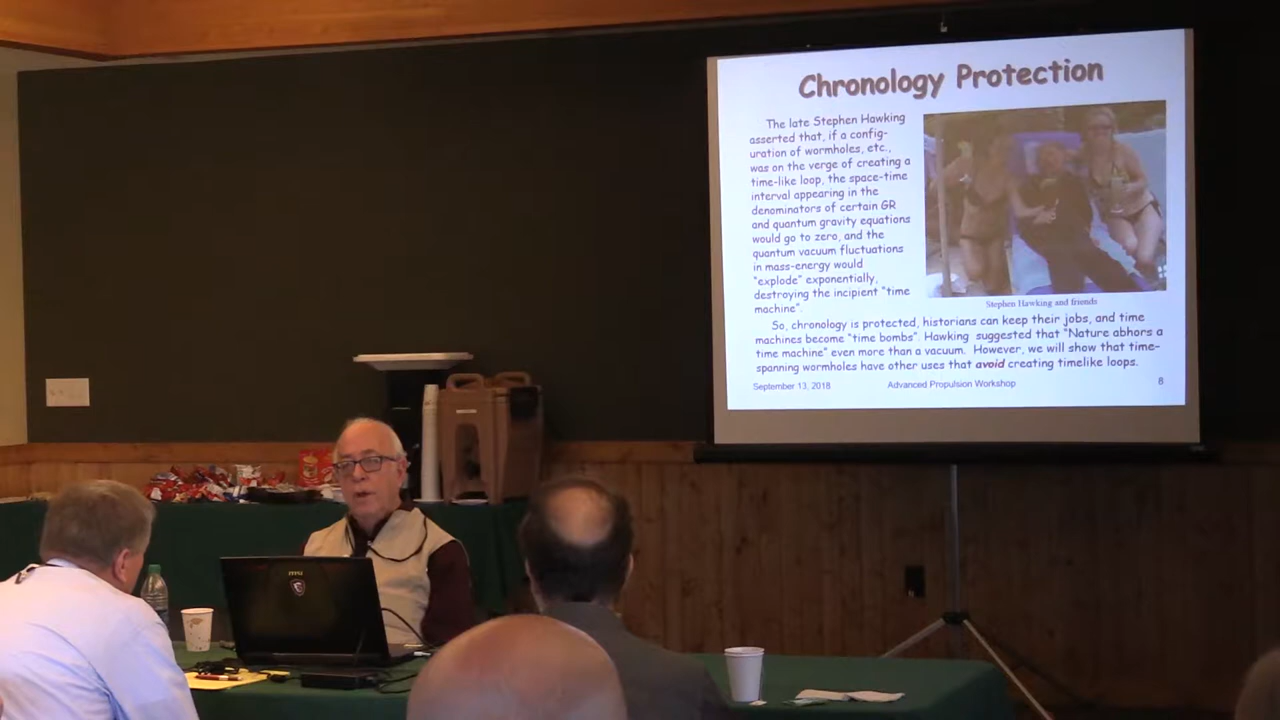 Chronology Protection
The late Stephen Hawking
asserted that, if a config-
uration of wormholes, etc.,
was on the verge of creating a
time-like loop, the space-time
interval appearing in the
denominators of certain GR
and quantum gravity equations
would go to zero, and the
quantum vacuum fluctuations
in mass-energy would
"explode" exponentially,
destroying the incipient "time
machine".
Stephen Hawking and friends
So, chronology is protected, historians can keep their jobs, and time
machines become "time bombs". Hawking suggested that "Nature abhors a
time machine" even more than a vacuum. However, we will show that time-
spanning wormholes have other uses that avoid creating timelike loops.
September 13, 2018
Advanced Propulsion Workshop
8
msi